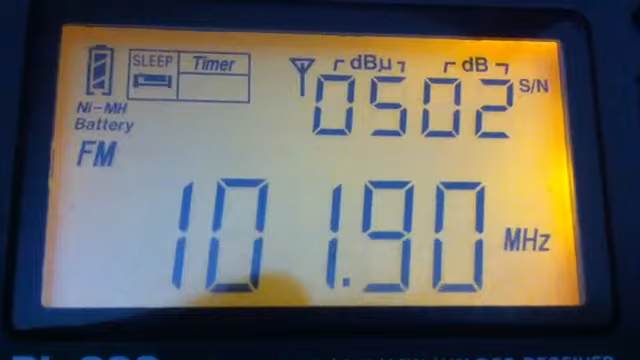 SLEEP Timer dBμ dB
0502 S/N
Ni-MH
Battery
FM
101.90 MHz